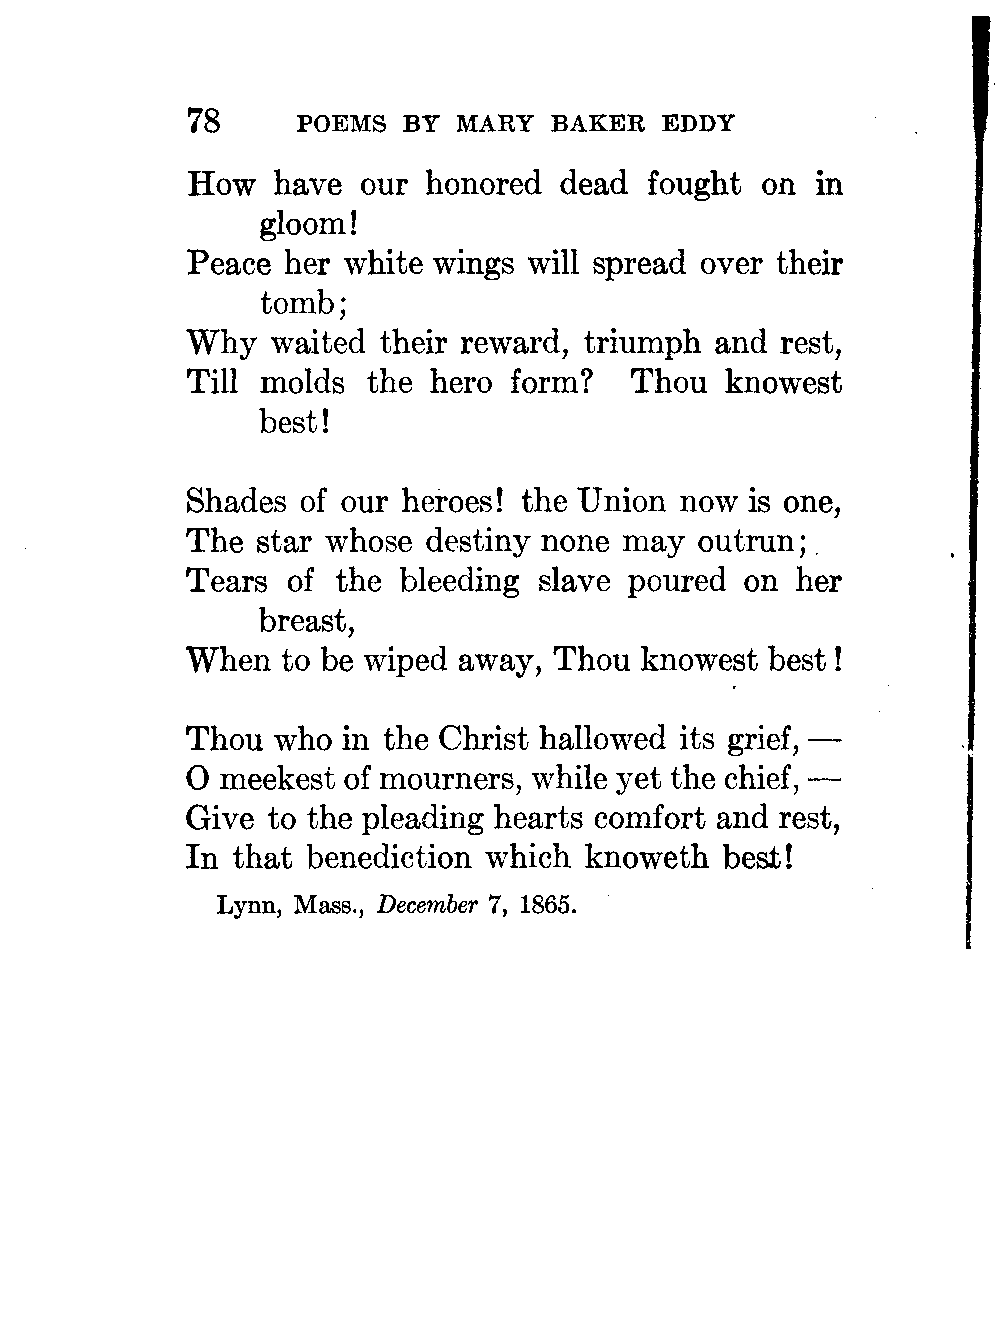 78 POEMS BY MARY BAKER EDDY
How have our honored dead fought on in
gloom!
Peace her white wings will spread over their
tomb;
Why waited their reward, triumph and rest,
Till molds the hero form? Thou knowest
best!
Shades of our heroes! the Union now is one,
The star whose destiny none may outrun;
Tears of the bleeding slave poured on her
breast,
When to be wiped away, Thou knowest best!
Thou who in the Christ hallowed its grief, —
O meekest of mourners, while yet the chief, —
Give to the pleading hearts comfort and rest,
In that benediction which knoweth best!
Lynn, Mass., December 7, 1865.